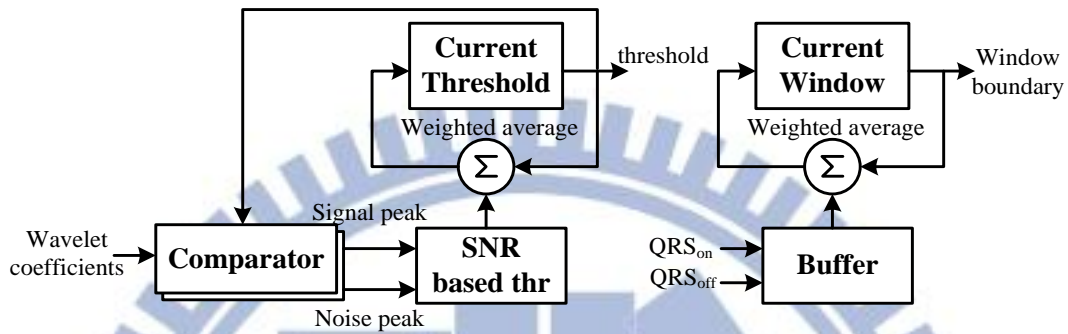 Current
Threshold
threshold
Weighted average
Σ
Signal peak
Wavelet
coefficients
Comparator
SNR
based thr
Noise peak
Current
Window
Window
boundary
Weighted average
Σ
QRSon
QRSoff
Buffer